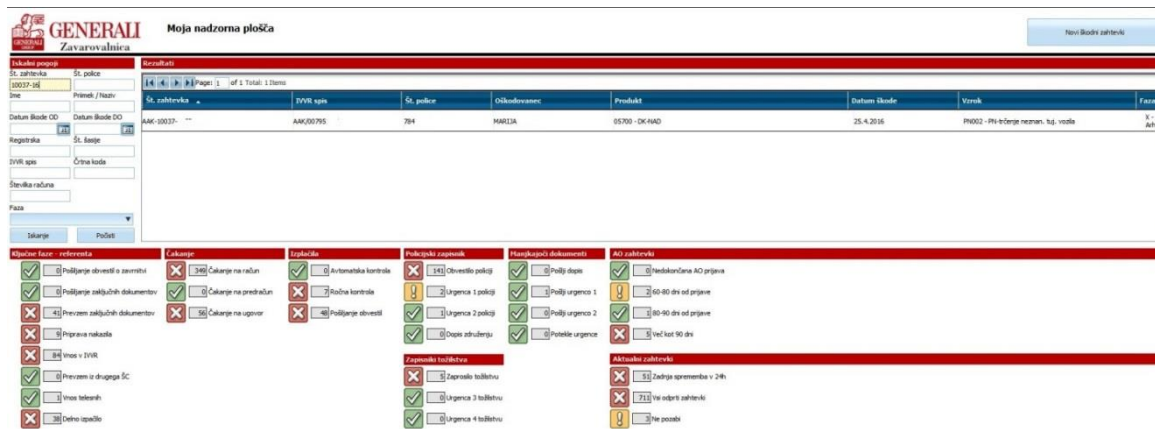 GENERALI
GENERALI
GROUP
Zavarovalnica
Moja nadzorna plošča
Novi škodni zahtevki
Iskalni pogoji
Št. zahtevka Št. police
10037-16
Ime Priimek / Naziv
Datum škode OD Datum škode DO
Registrska Št. šasije
IVVR spis Črtna koda
Številka računa
Faza
Iskanje Počisti
Rezultati
Page: 1 of 1 Total: 1 Items
Št. zahtevka IVVR spis Št. police Oškodovanec Produkt Datum škode Vzrok Faza
AAK-10037- AAK/00795 784 MARIJA 05700 - DK-NAD 25.4.2016 PN002 - PN-trčenje neznan. tuj. vozila X -
Arh
Ključne faze - referenta
0 Pošiljanje obvestil o zavrnitvi
0 Pošiljanje zaključnih dokumentov
41 Prevzem zaključnih dokumentov
9 Priprava nakazila
84 Vnos v IVVR
0 Prevzem iz drugega ŠC
1 Vnos telesnih
38 Delno izpačilo
Čakanje
349 Čakanje na račun
0 Čakanje na predračun
56 Čakanje na ugovor
Izplačila
0 Avtomatska kontrola
7 Ročna kontrola
48 Pošiljanje obvestil
Policijski zapisnik
141 Obvestilo policiji
2 Urgenca 1 policiji
1 Urgenca 2 policiji
0 Dopis združenju
Zapisniki tožilstva
5 Zaprosilo tožilstvu
0 Urgenca 3 tožilstvu
0 Urgenca 4 tožilstvu
Manjkajoči dokumenti
0 Pošlji dopis
1 Pošlji urgenco 1
0 Pošlji urgenco 2
0 Potekle urgence
AO zahtevki
0 Nedokončana AO prijava
2 60-80 dni od prijave
1 80-90 dni od prijave
5 Več kot 90 dni
Aktualni zahtevki
51 Zadnja sprememba v 24h
711 Vsi odprti zahtevki
3 Ne pozabi